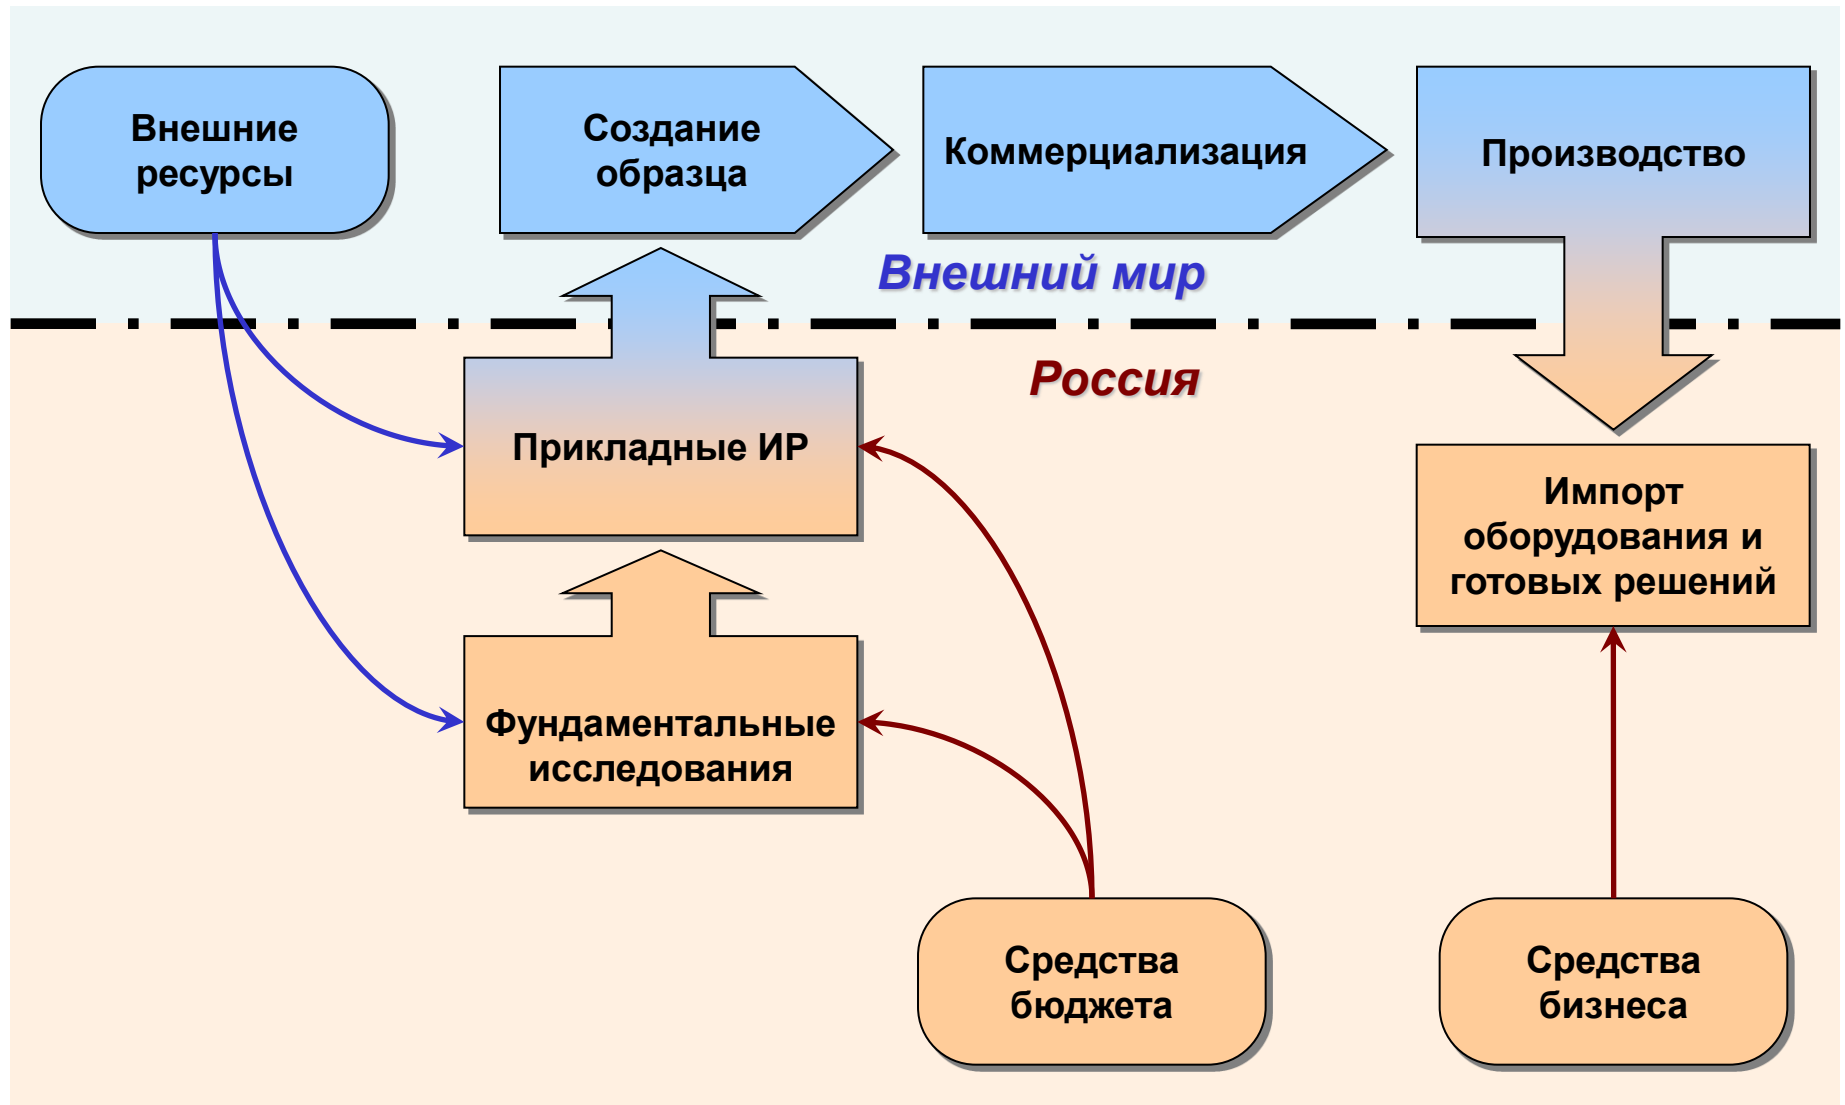 Внешние
ресурсы
Создание
образца
Коммерциализация
Производство
Внешний мир
Россия
Прикладные ИР
Импорт
оборудования и
готовых решений
Фундаментальные
исследования
Средства
бюджета
Средства
бизнеса